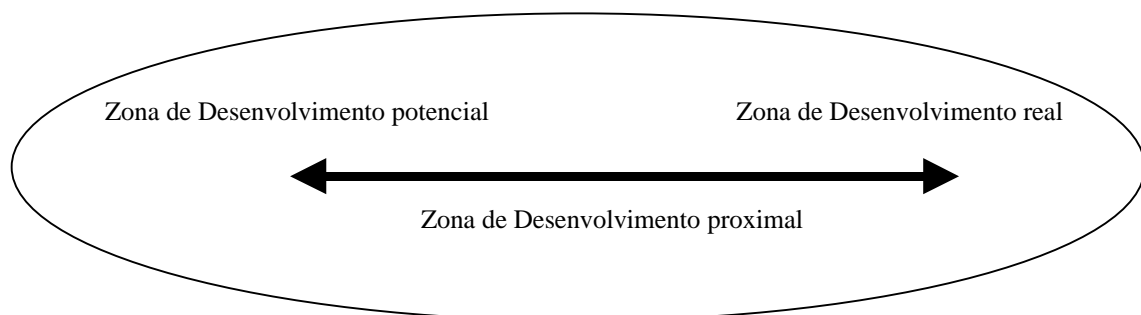 Zona de Desenvolvimento potencial
Zona de Desenvolvimento real
Zona de Desenvolvimento proximal